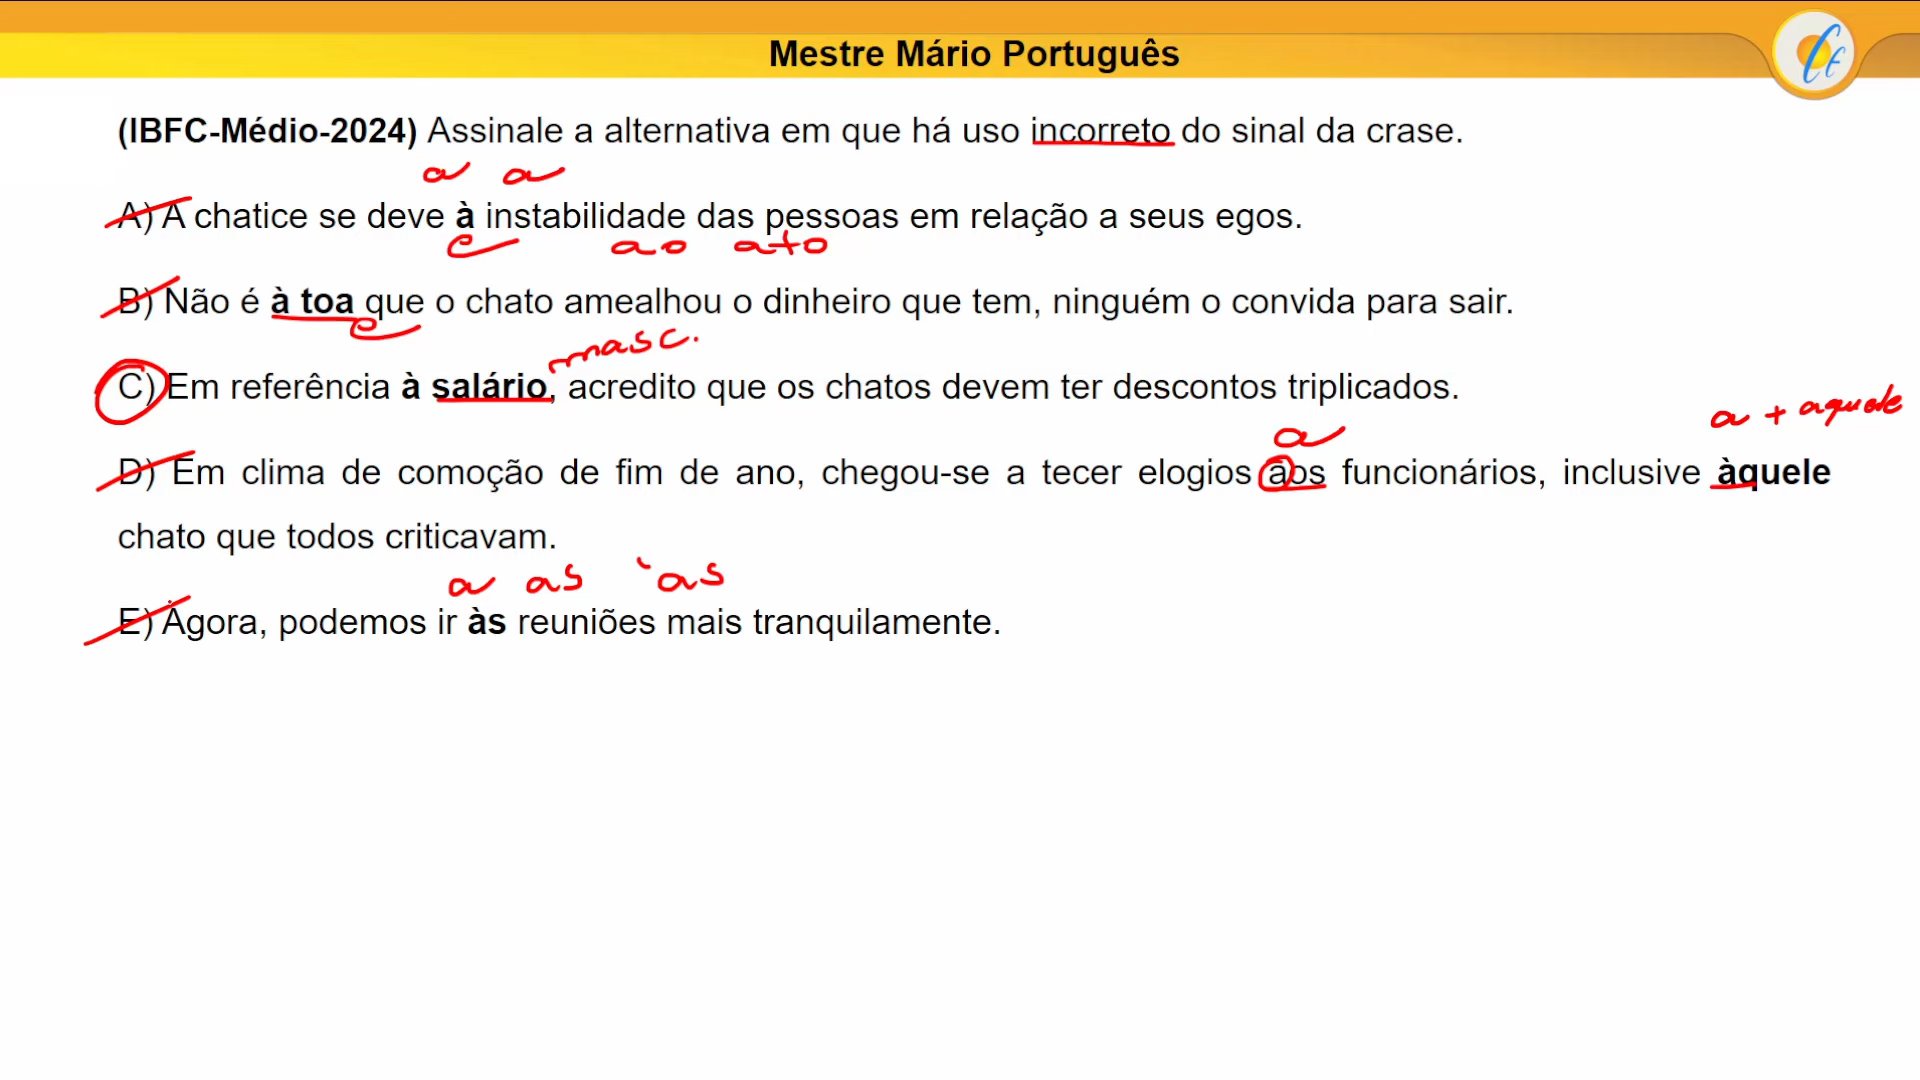 Mestre Mário Português
CE
(IBFC-Médio-2024) Assinale a alternativa em que há uso incorreto do sinal da crase.
a a
A) A chatice se deve à instabilidade das pessoas em relação a seus egos.
ao ato
B) Não é à toa que o chato amealhou o dinheiro que tem, ninguém o convida para sair.
masc.
C) Em referência à salário, acredito que os chatos devem ter descontos triplicados.
a + aquele
a
D) Em clima de comoção de fim de ano, chegou-se a tecer elogios aos funcionários, inclusive àquele
chato que todos criticavam.
a as às
E) Agora, podemos ir às reuniões mais tranquilamente.